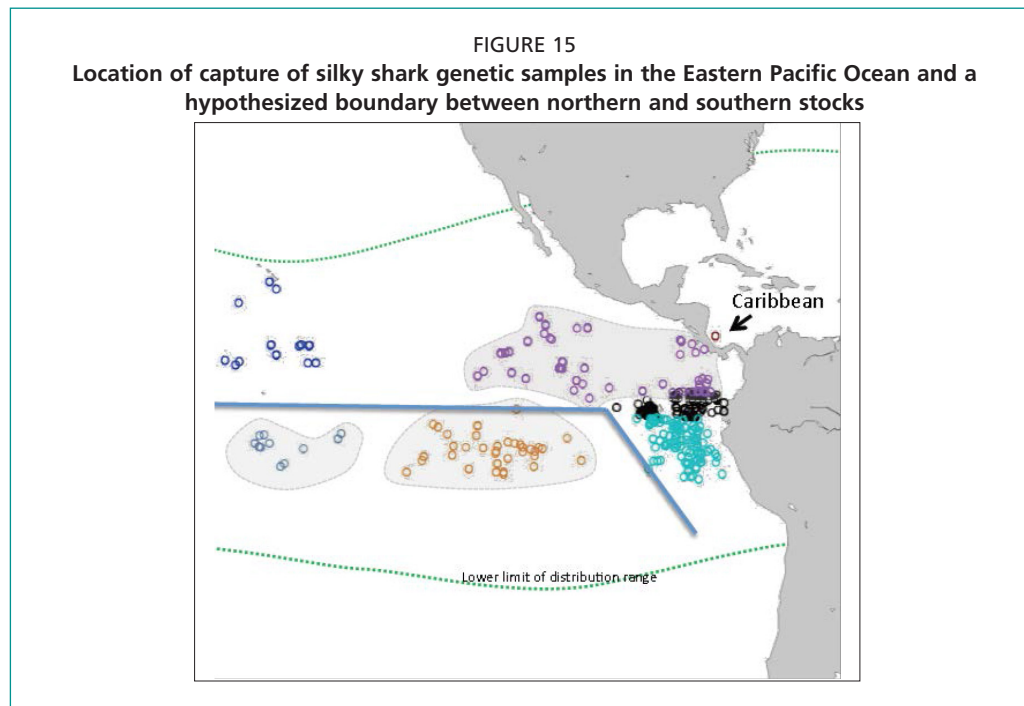 FIGURE 15
Location of capture of silky shark genetic samples in the Eastern Pacific Ocean and a
hypothesized boundary between northern and southern stocks
Caribbean
Lower limit of distribution range